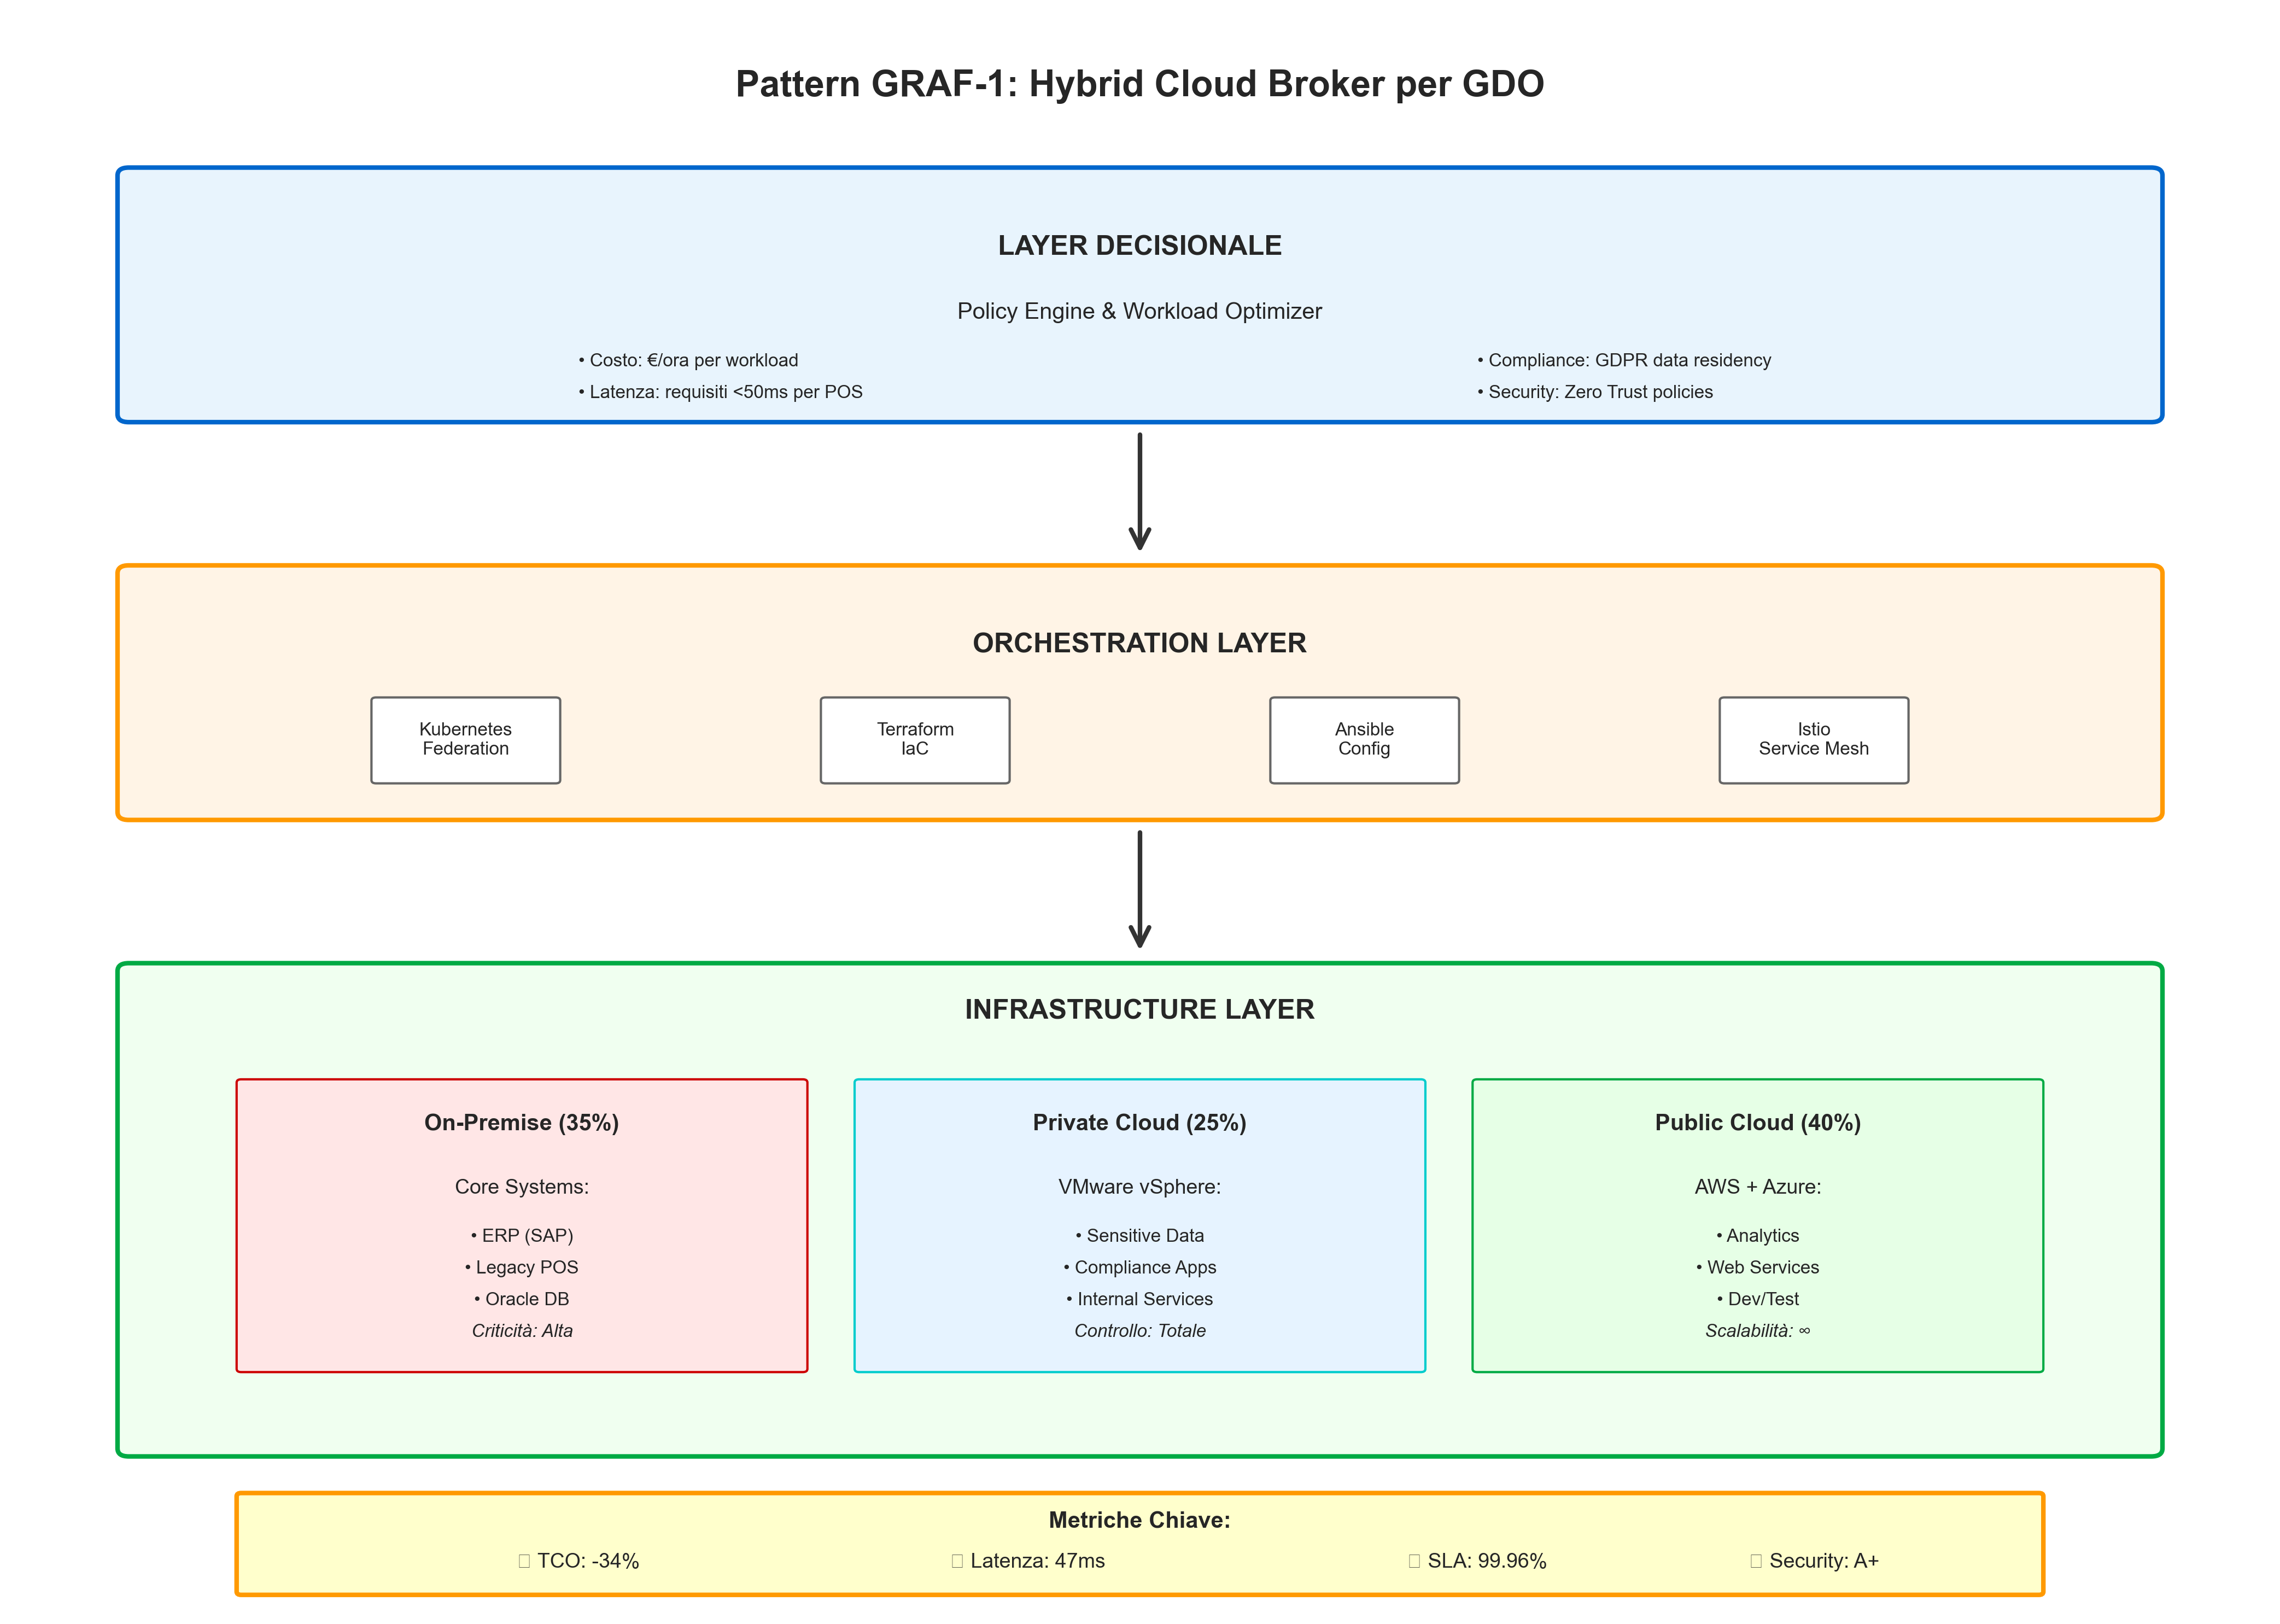 Pattern GRAF-1: Hybrid Cloud Broker per GDO
LAYER DECISIONALE
Policy Engine & Workload Optimizer
• Costo: €/ora per workload
• Latenza: requisiti <50ms per POS
• Compliance: GDPR data residency
• Security: Zero Trust policies
ORCHESTRATION LAYER
Kubernetes
Federation
Terraform
IaC
Ansible
Config
Istio
Service Mesh
INFRASTRUCTURE LAYER
On-Premise (35%)
Core Systems:
• ERP (SAP)
• Legacy POS
• Oracle DB
Criticità: Alta
Private Cloud (25%)
VMware vSphere:
• Sensitive Data
• Compliance Apps
• Internal Services
Controllo: Totale
Public Cloud (40%)
AWS + Azure:
• Analytics
• Web Services
• Dev/Test
Scalabilità: ∞
Metriche Chiave:
▯ TCO: -34%
▯ Latenza: 47ms
▯ SLA: 99.96%
▯ Security: A+